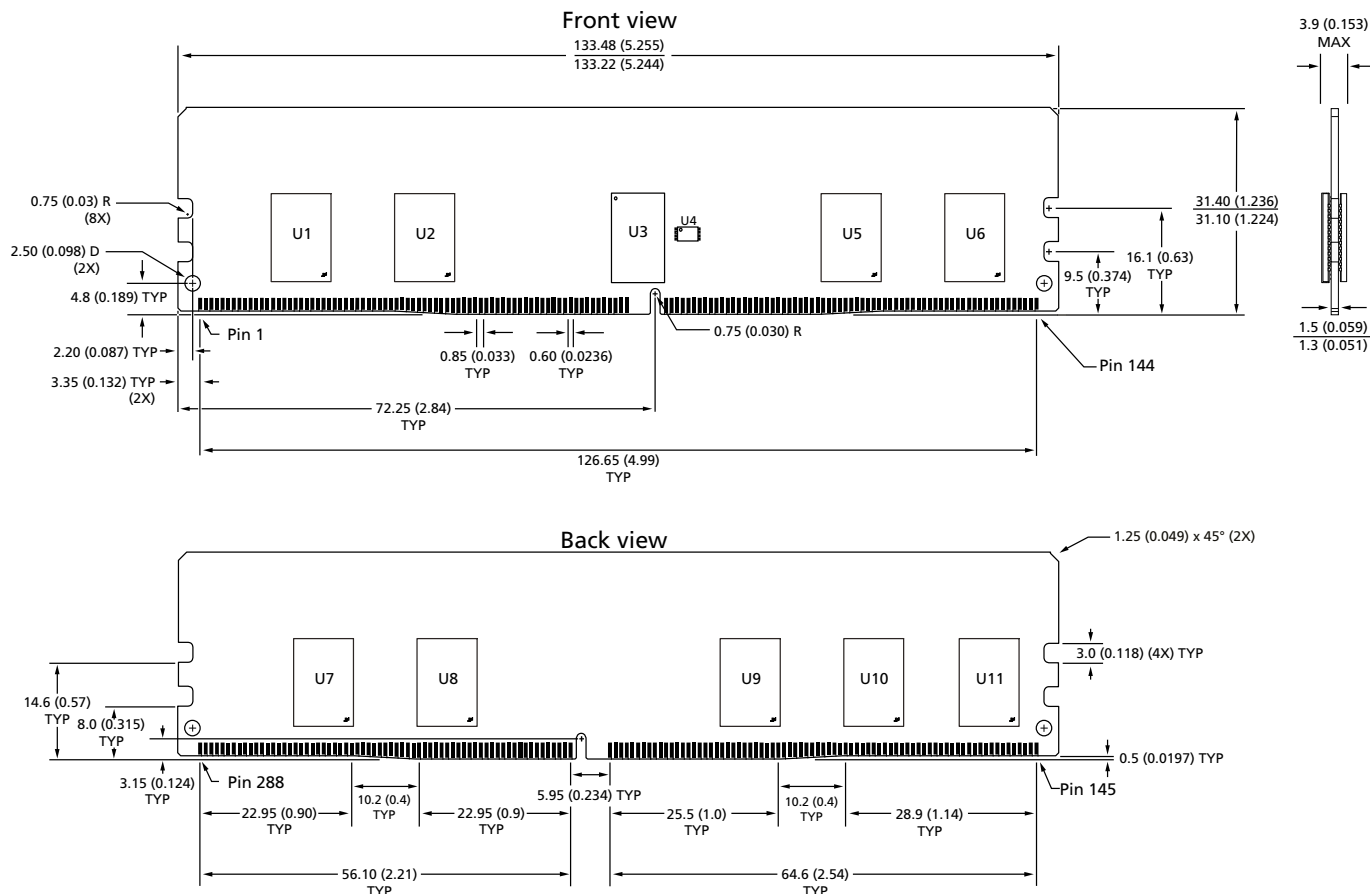 Front view
133.48 (5.255)
133.22 (5.244)
3.9 (0.153)
MAX
0.75 (0.03) R
(8X)
2.50 (0.098) D
(2X)
4.8 (0.189) TYP
U1
U2
U3
U4
U5
U6
31.40 (1.236)
31.10 (1.224)
16.1 (0.63)
TYP
9.5 (0.374)
TYP
Pin 1
2.20 (0.087) TYP
3.35 (0.132) TYP
(2X)
0.85 (0.033)
TYP
0.60 (0.0236)
TYP
0.75 (0.030) R
Pin 144
1.5 (0.059)
1.3 (0.051)
72.25 (2.84)
TYP
126.65 (4.99)
TYP
Back view
1.25 (0.049) x 45° (2X)
U7
U8
U9
U10
U11
3.0 (0.118) (4X) TYP
14.6 (0.57)
TYP
8.0 (0.315)
TYP
3.15 (0.124)
TYP
Pin 288
0.5 (0.0197) TYP
Pin 145
5.95 (0.234) TYP
22.95 (0.90)
TYP
10.2 (0.4)
TYP
22.95 (0.9)
TYP
25.5 (1.0)
TYP
10.2 (0.4)
TYP
28.9 (1.14)
TYP
56.10 (2.21)
TYP
64.6 (2.54)
TYP